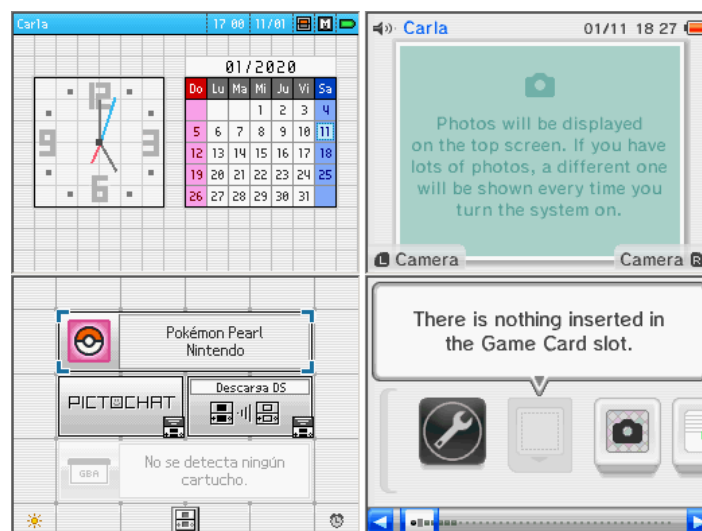 Carla
17 00
11/01
M
01/2020
Do Lu Ma Mi Ju Vi Sa
1 2 3 4
5 6 7 8 9 10 11
12 13 14 15 16 17 18
19 20 21 22 23 24 25
26 27 28 29 30 31
12
9 3
6
Pokémon Pearl
Nintendo
PICTOCHAT
Descarga DS
GBA
No se detecta ningún
cartucho.
Carla
01/11 18 27
Photos will be displayed
on the top screen. If you have
lots of photos, a different one
will be shown every time you
turn the system on.
L Camera
Camera R
There is nothing inserted in
the Game Card slot.